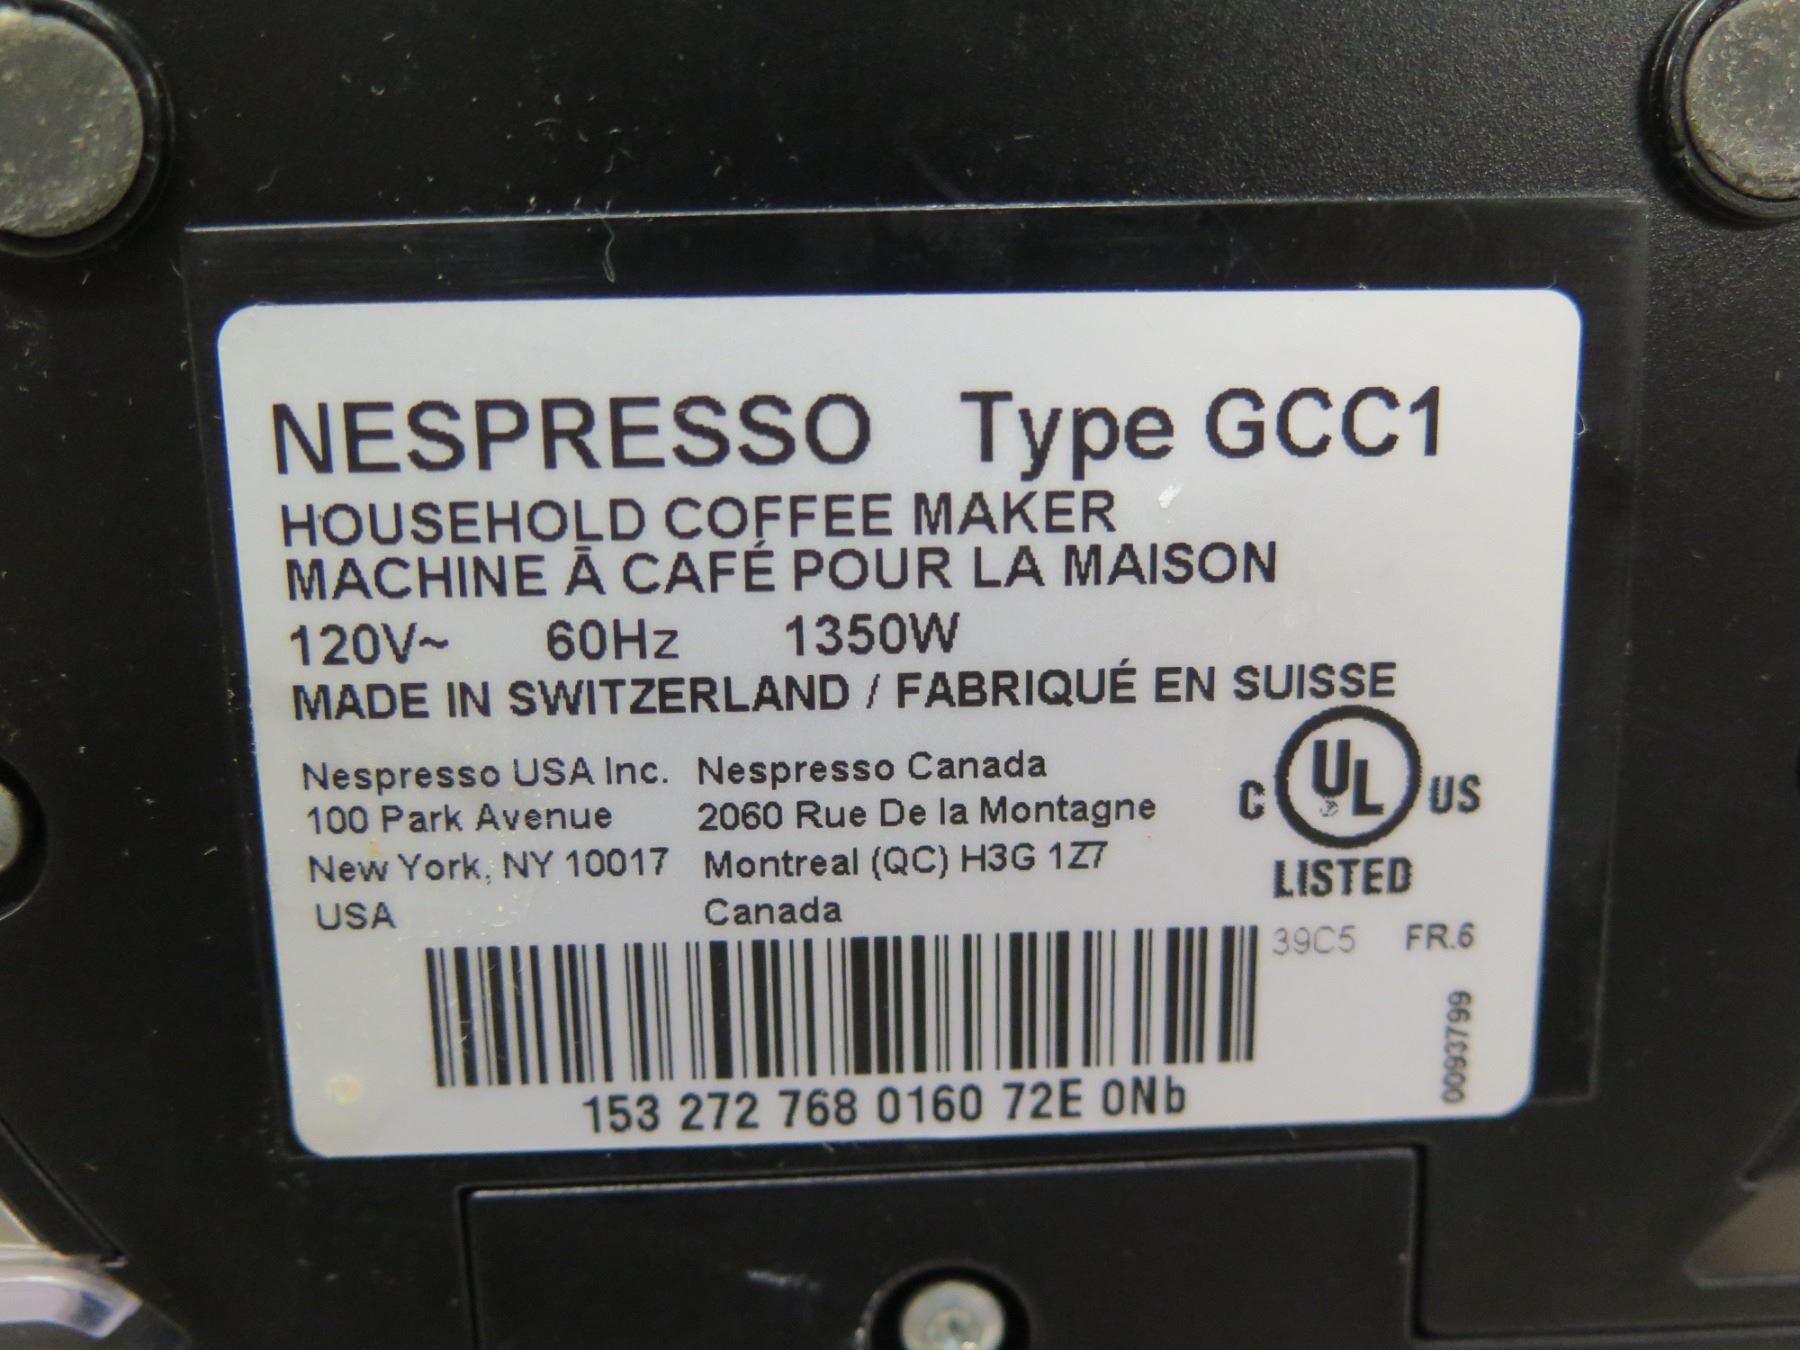 NESPRESSO Type GCC1
HOUSEHOLD COFFEE MAKER
MACHINE Ā CAFÉ POUR LA MAISON
120V~ 60Hz 1350W
MADE IN SWITZERLAND / FABRIQUÉ EN SUISSE
Nespresso USA Inc.
100 Park Avenue
New York, NY 10017
USA
Nespresso Canada
2060 Rue De la Montagne
Montreal (QC) H3G 1Z7
Canada
C UL US
LISTED
39C5 FR.6
00693799
153 272 768 0160 72E 0Nb